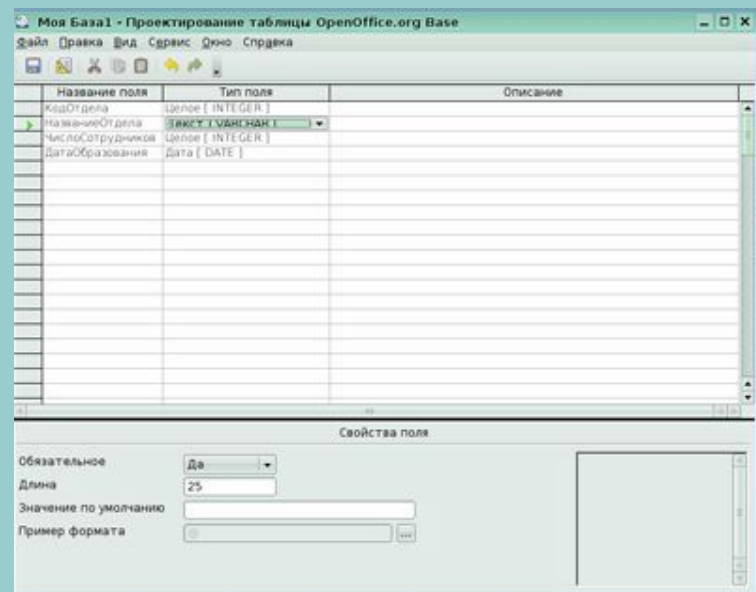 Моя База1 - Проектирование таблицы OpenOffice.org Base
Файл Правка Вид Сервис Окно Справка
Название поля Тип поля Описание
КодОтдела Целое [ INTEGER ]
НазваниеОтдела Текст [ VARCHAR ]
ЧислоСотрудников Целое [ INTEGER ]
ДатаОбразования Дата [ DATE ]
Свойства поля
Обязательное Да
Длина 25
Значение по умолчанию
Пример формата @ ...